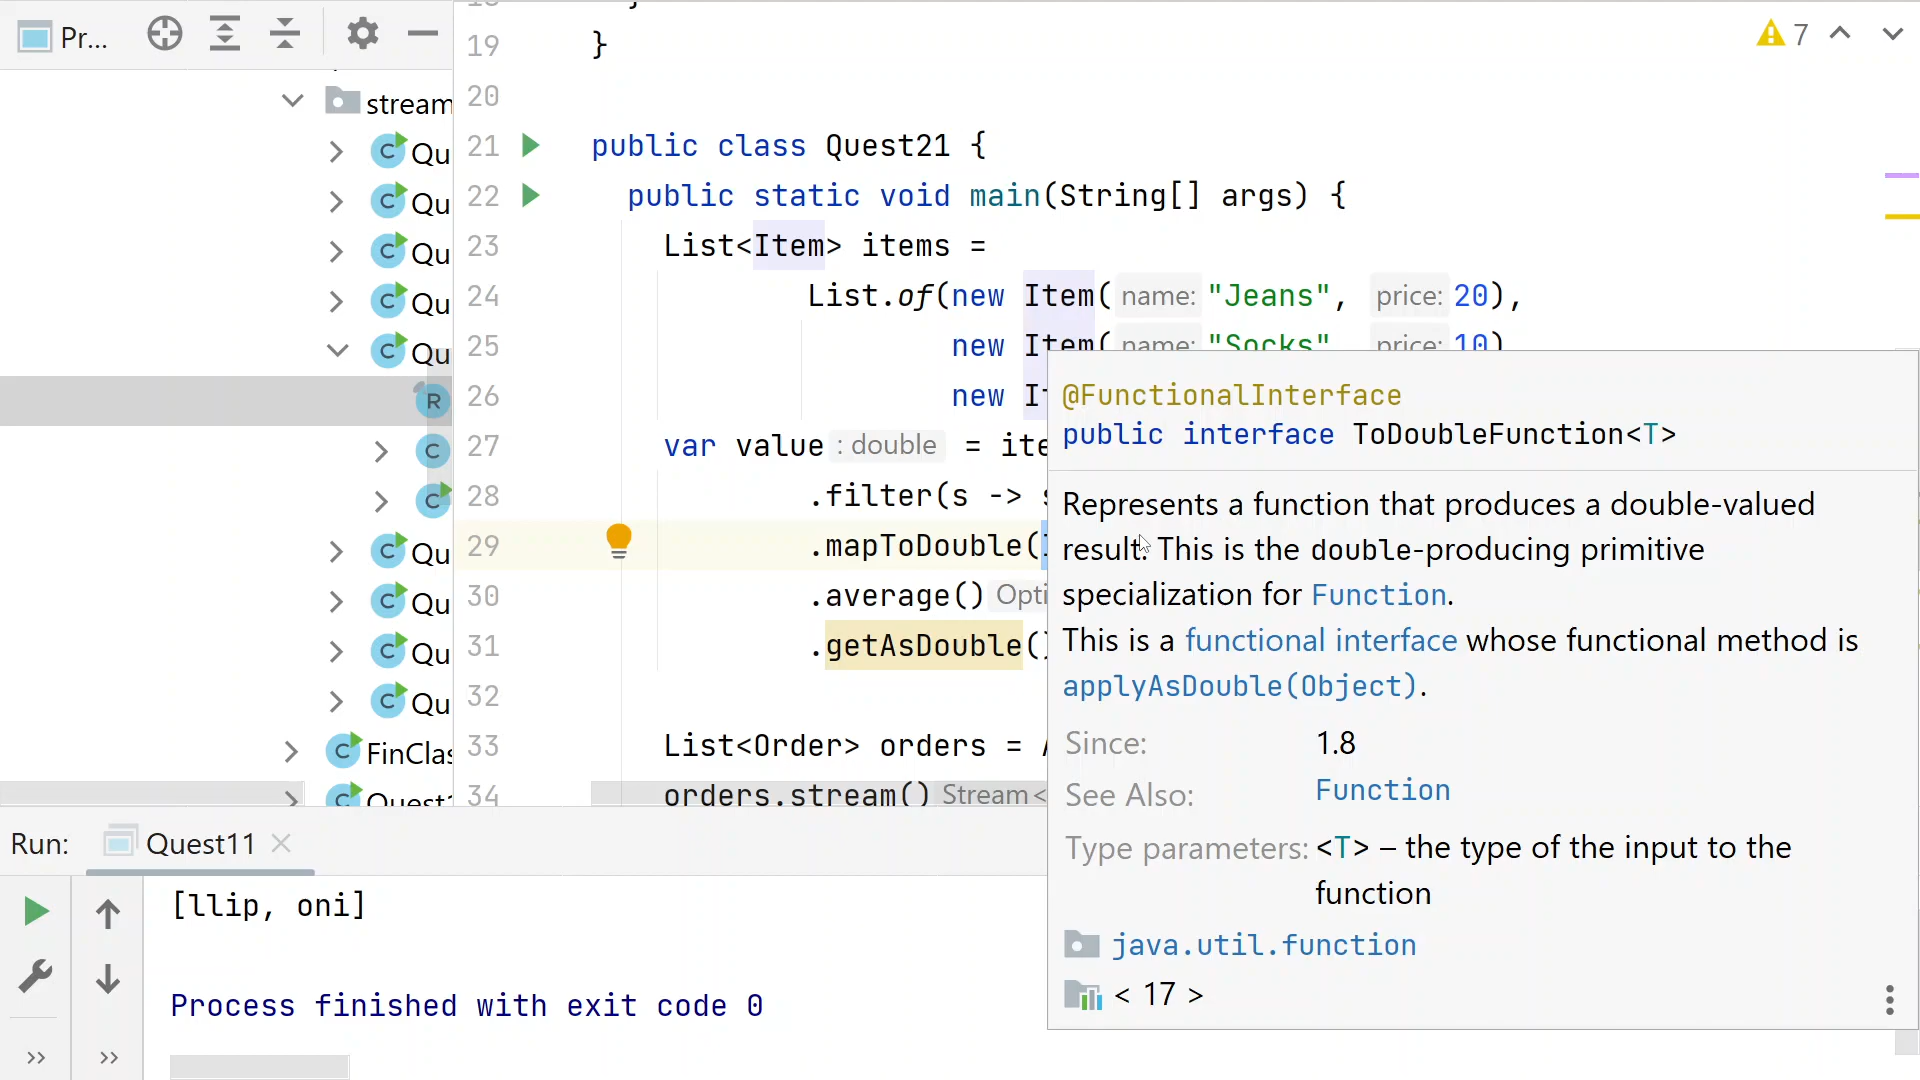 Pr...
7
stream
Qu
Qu
Qu
Qu
Qu
R
C
C
Qu
Qu
Qu
Qu
FinClas
19 }
20
21 public class Quest21 {
22 public static void main(String[] args) {
23 List<Item> items =
24 List.of(new Item( name: "Jeans", price: 20),
25 new Item( name: "Socks", price: 10)
26 new
27 var value : double =
28 .filter(s ->
29 .mapToDouble(
30 .average()
31 .getAsDouble()
32
33 List<Order> orders =
34 orders.stream() Stream<
@FunctionalInterface
public interface ToDoubleFunction<T>
Represents a function that produces a double-valued
result. This is the double-producing primitive
specialization for Function.
This is a functional interface whose functional method is
applyAsDouble(Object).
Since: 1.8
See Also: Function
Type parameters: <T> – the type of the input to the
function
java.util.function
< 17 >
Run: Quest11
[llip, oni]
Process finished with exit code 0